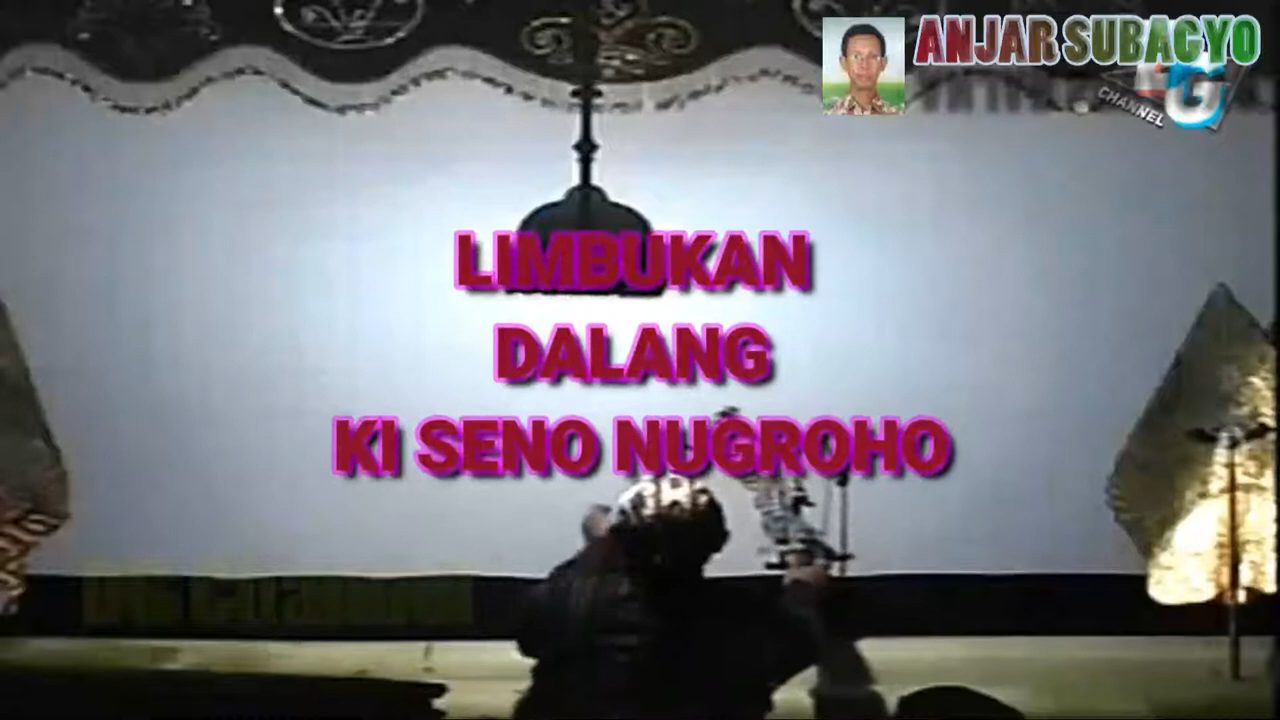 ANJAR SUBAGYO
CHANNEL
LIMBUKAN
DALANG
KI SENO NUGROHO